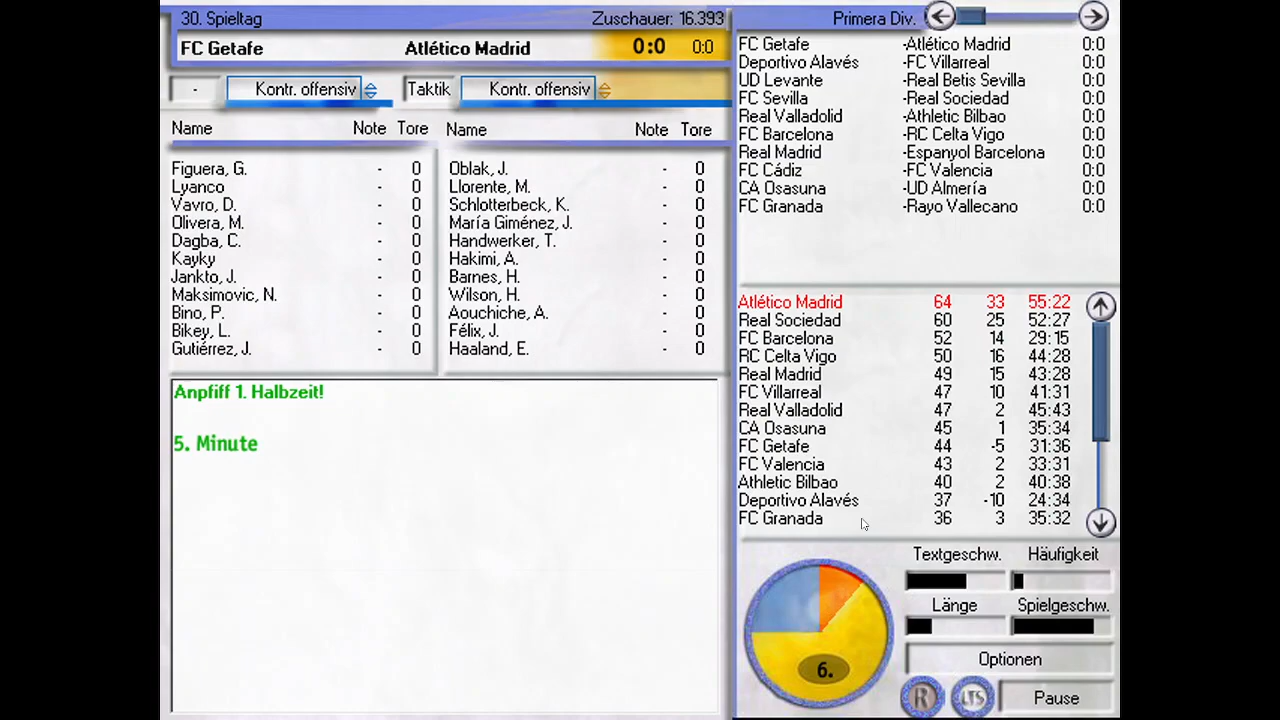 30. Spieltag Zuschauer: 16.393
FC Getafe Atlético Madrid 0:0 0:0
- Kontr. offensiv Taktik Kontr. offensiv
Name Note Tore Name Note Tore
Figuera, G. - 0 Oblak, J. - 0
Lyanco - 0 Llorente, M. - 0
Vavro, D. - 0 Schlotterbeck, K. - 0
Olivera, M. - 0 María Giménez, J. - 0
Dagba, C. - 0 Handwerker, T. - 0
Kayky - 0 Hakimi, A. - 0
Jankto, J. - 0 Barnes, H. - 0
Maksimovic, N. - 0 Wilson, H. - 0
Bino, P. - 0 Aouchiche, A. - 0
Bikey, L. - 0 Félix, J. - 0
Gutiérrez, J. - 0 Haaland, E. - 0
Anpfiff 1. Halbzeit!
5. Minute
Primera Div.
FC Getafe -Atlético Madrid 0:0
Deportivo Alavés -FC Villarreal 0:0
UD Levante -Real Betis Sevilla 0:0
FC Sevilla -Real Sociedad 0:0
Real Valladolid -Athletic Bilbao 0:0
FC Barcelona -RC Celta Vigo 0:0
Real Madrid -Espanyol Barcelona 0:0
FC Cádiz -FC Valencia 0:0
CA Osasuna -UD Almería 0:0
FC Granada -Rayo Vallecano 0:0
Atlético Madrid 64 33 55:22
Real Sociedad 60 25 52:27
FC Barcelona 52 14 29:15
RC Celta Vigo 50 16 44:28
Real Madrid 49 15 43:28
FC Villarreal 47 10 41:31
Real Valladolid 47 2 45:43
CA Osasuna 45 1 35:34
FC Getafe 44 -5 31:36
FC Valencia 43 2 33:31
Athletic Bilbao 40 2 40:38
Deportivo Alavés 37 -10 24:34
FC Granada 36 3 35:32
Textgeschw. Häufigkeit
Länge Spielgeschw.
6.
Optionen
R LTS Pause